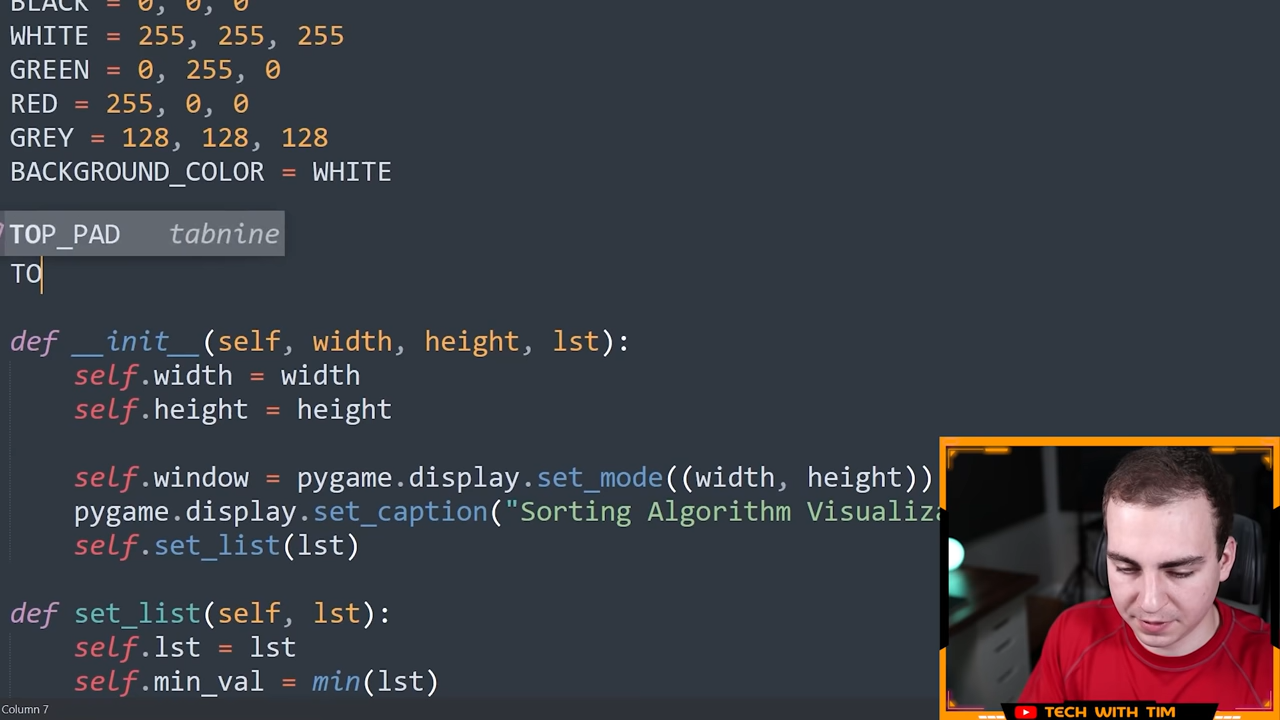 BLACK = 0, 0, 0
WHITE = 255, 255, 255
GREEN = 0, 255, 0
RED = 255, 0, 0
GREY = 128, 128, 128
BACKGROUND_COLOR = WHITE
TOP_PAD tabnine
TO
def __init__(self, width, height, lst):
self.width = width
self.height = height
self.window = pygame.display.set_mode((width, height))
pygame.display.set_caption("Sorting Algorithm Visualiza
self.set_list(lst)
def set_list(self, lst):
self.lst = lst
self.min_val = min(lst)
Column 7
TECH WITH TIM